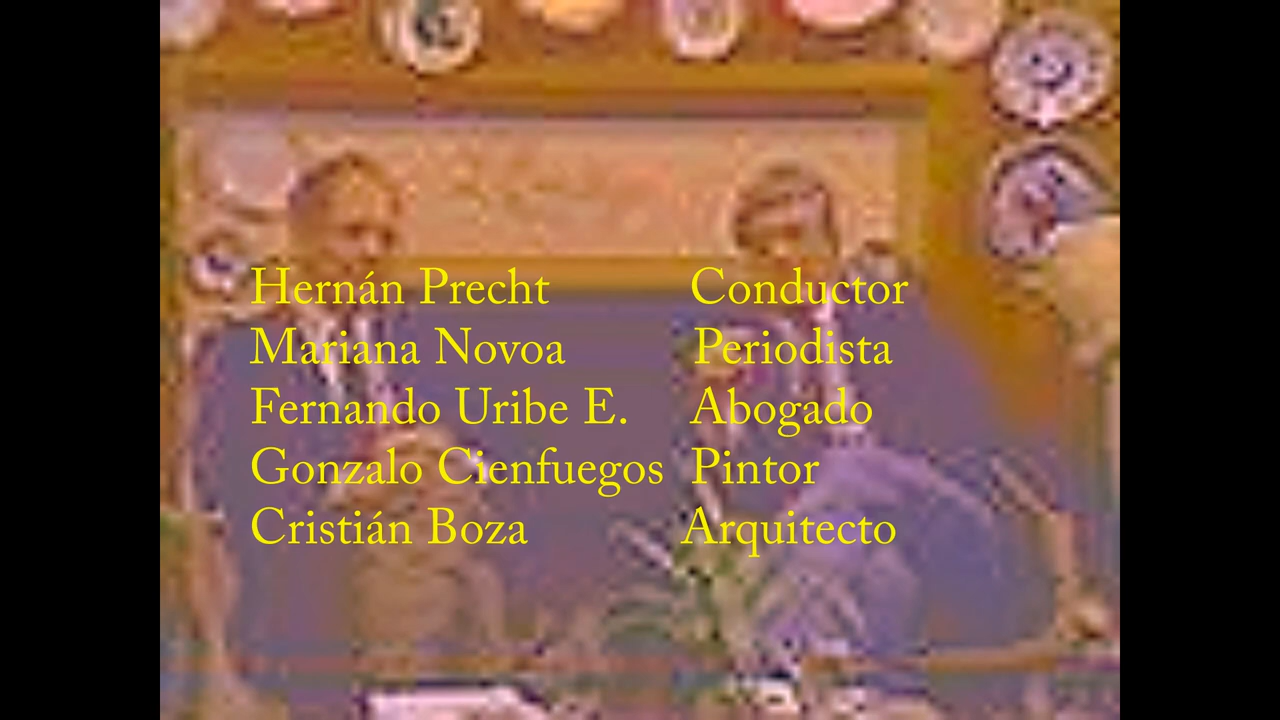 Hernán Precht Conductor
Mariana Novoa Periodista
Fernando Uribe E. Abogado
Gonzalo Cienfuegos Pintor
Cristián Boza Arquitecto